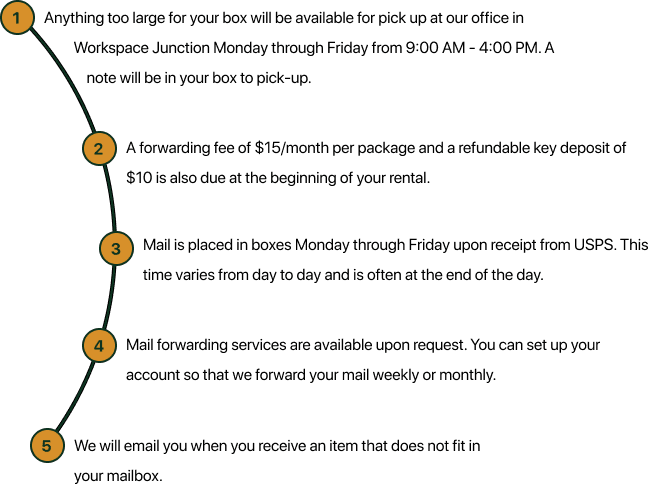 1 Anything too large for your box will be available for pick up at our office in
Workspace Junction Monday through Friday from 9:00 AM - 4:00 PM. A
note will be in your box to pick-up.
2 A forwarding fee of $15/month per package and a refundable key deposit of
$10 is also due at the beginning of your rental.
3 Mail is placed in boxes Monday through Friday upon receipt from USPS. This
time varies from day to day and is often at the end of the day.
4 Mail forwarding services are available upon request. You can set up your
account so that we forward your mail weekly or monthly.
5 We will email you when you receive an item that does not fit in
your mailbox.